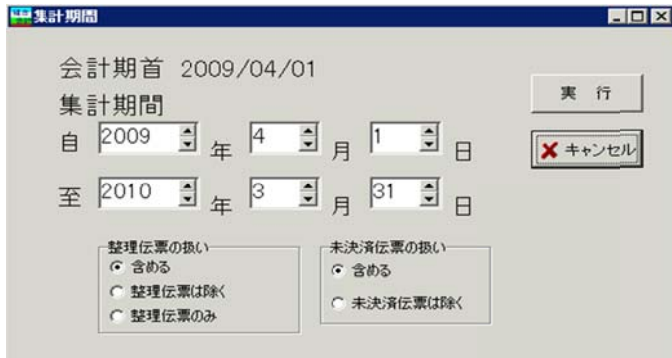 集計期間
会計期首 2009/04/01
集計期間
自 2009 年 4 月 1 日
至 2010 年 3 月 31 日
実 行
キャンセル
整理伝票の扱い
含める
整理伝票は除く
整理伝票のみ
未決済伝票の扱い
含める
未決済伝票は除く